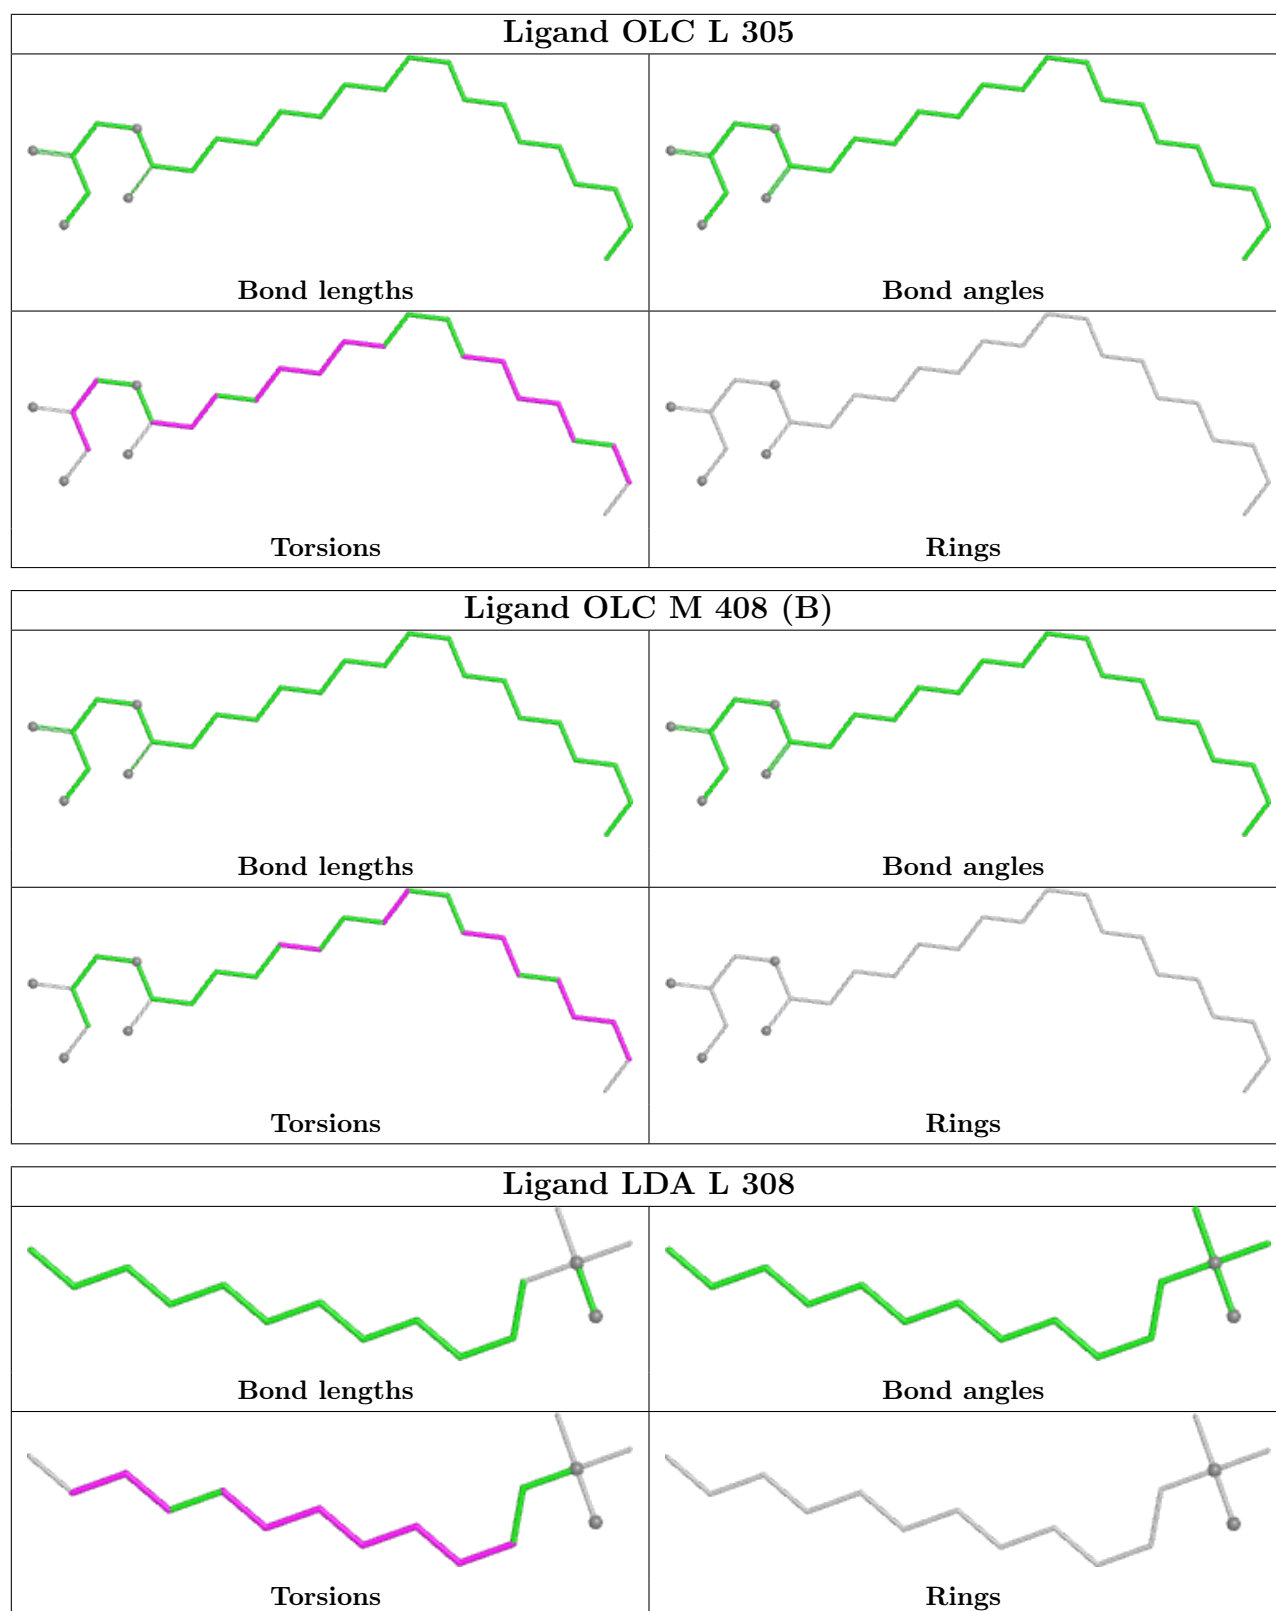 Ligand OLC L 305
Bond lengths
Bond angles
Torsions
Rings
Ligand OLC M 408 (B)
Bond lengths
Bond angles
Torsions
Rings
Ligand LDA L 308
Bond lengths
Bond angles
Torsions
Rings